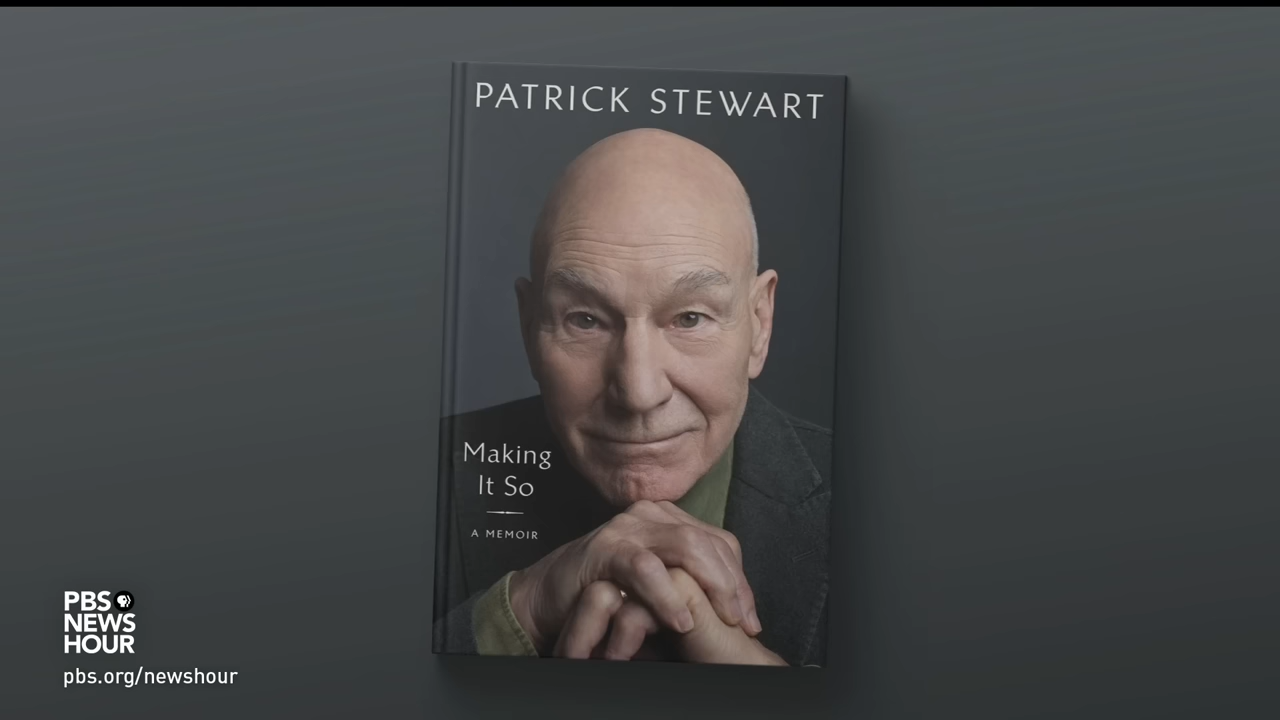 PATRICK STEWART
Making
It So
A MEMOIR
PBS
NEWS
HOUR
pbs.org/newshour